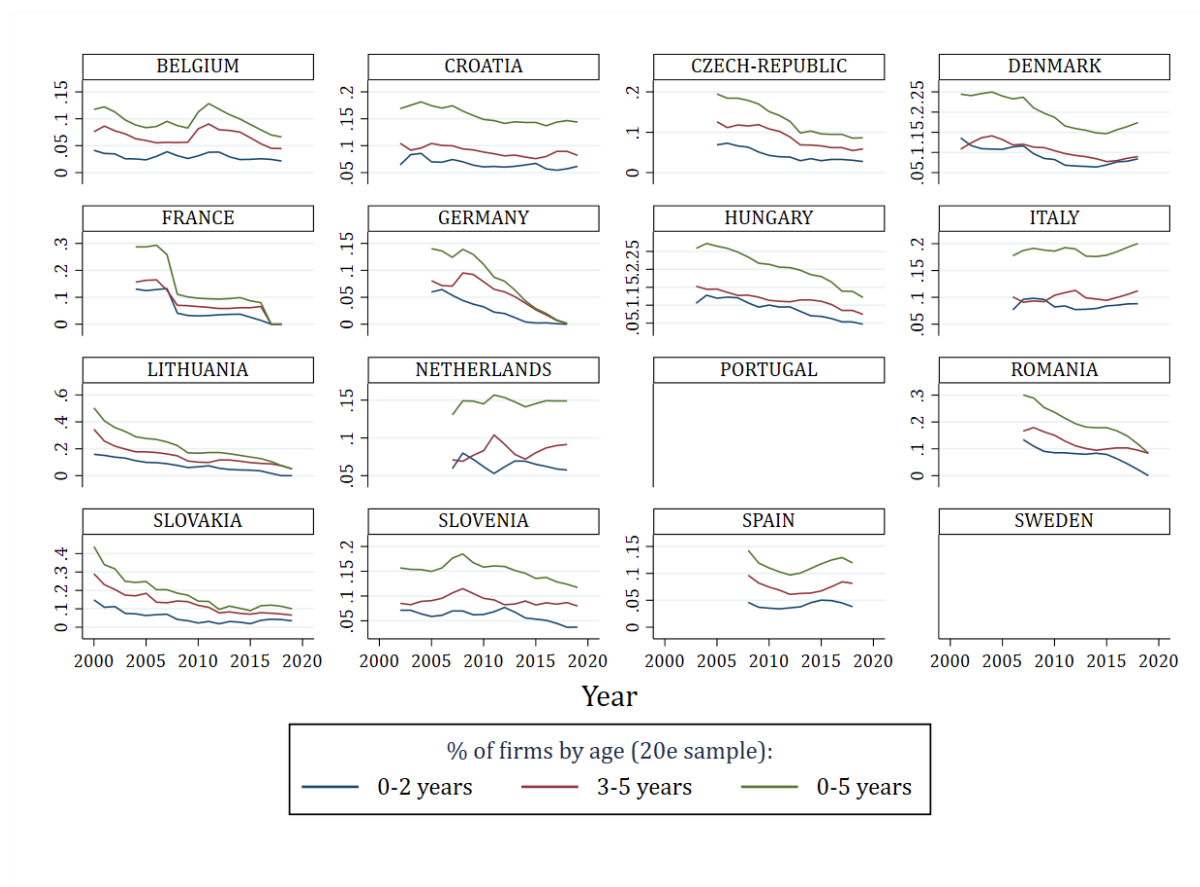 BELGIUM CROATIA CZECH-REPUBLIC DENMARK
0 .05 .1 .15
.05 .1 .15 .2
0 .1 .2
.05 .1 .15 .2 .25
FRANCE GERMANY HUNGARY ITALY
0 .1 .2 .3
0 .05 .1 .15
.05 .1 .15 .2 .25
.05 .1 .15 .2
LITHUANIA NETHERLANDS PORTUGAL ROMANIA
0 .2 .4 .6
.05 .1 .15
0 .1 .2 .3
SLOVAKIA SLOVENIA SPAIN SWEDEN
0 .1 .2 .3 .4
.05 .1 .15 .2
0 .05 .1 .15
2000 2005 2010 2015 2020 2000 2005 2010 2015 2020 2000 2005 2010 2015 2020 2000 2005 2010 2015 2020
Year
% of firms by age (20e sample):
0-2 years 3-5 years 0-5 years